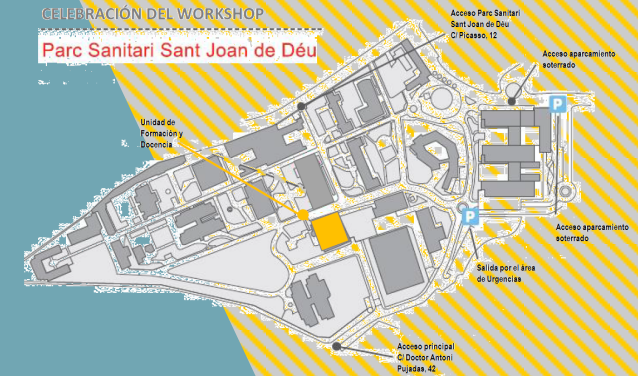 CELEBRACIÓN DEL WORKSHOP
Parc Sanitari Sant Joan de Déu
Acceso Parc Sanitari
Sant Joan de Déu
C/ Picasso, 12
Acceso aparcamiento
soterrado
P
Unidad de
Formación y
Docencia
P
Acceso aparcamiento
soterrado
Salida por el área
de Urgencias
Acceso principal
C/ Doctor Antoni
Pujadas, 42